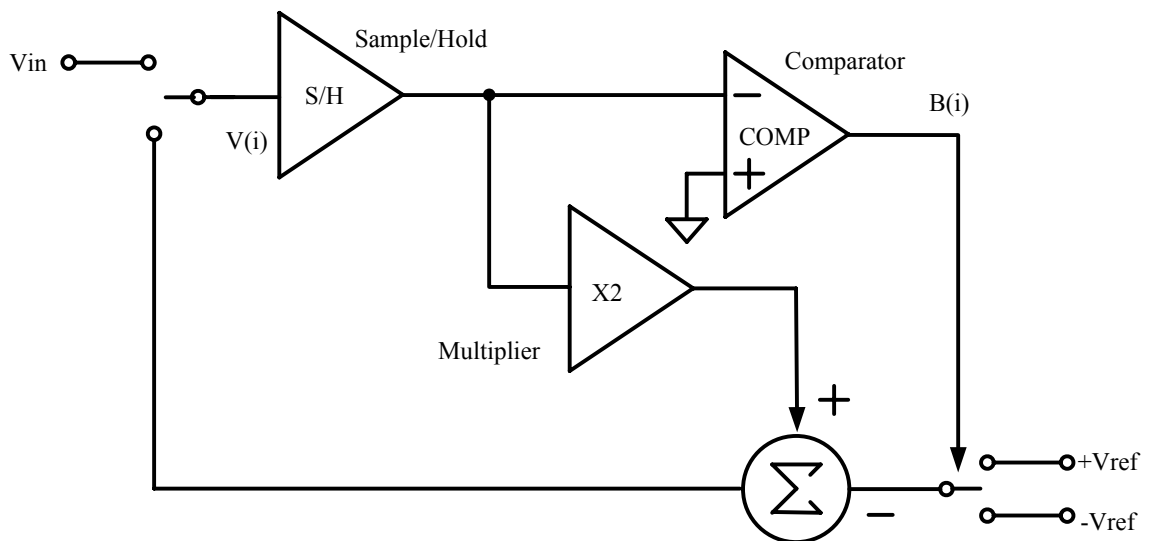 Sample/Hold
Vin
Comparator
S/H
B(i)
V(i)
−
COMP
+
X2
Multiplier
+
Σ
+Vref
−
-Vref